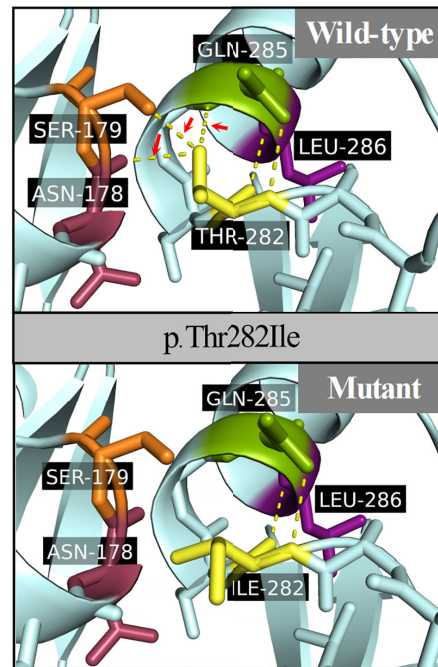 Wild-type
GLN-285
SER-179
LEU-286
ASN-178
THR-282
p.Thr282Ile
Mutant
GLN-285
SER-179
LEU-286
ASN-178
ILE-282